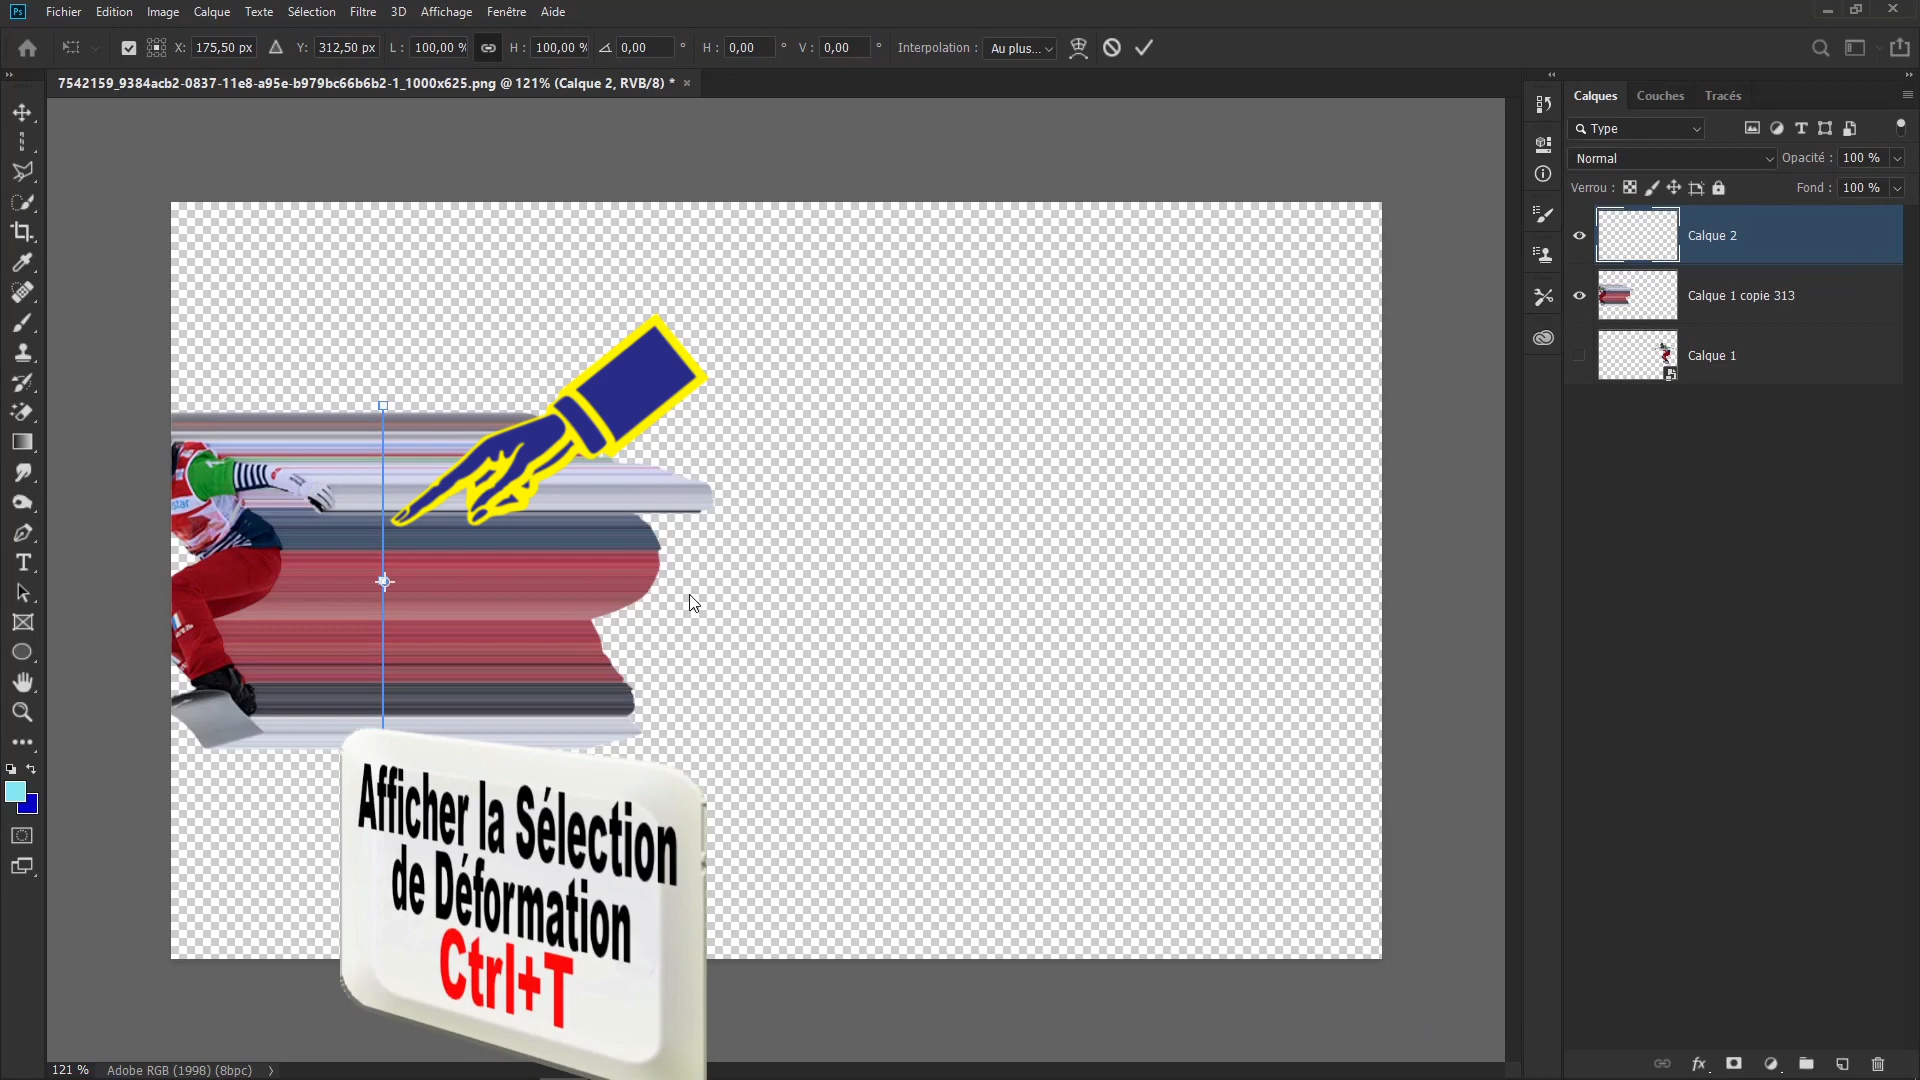 Ps Fichier Edition Image Calque Texte Sélection Filtre 3D Affichage Fenêtre Aide
X: 175,50 px Y: 312,50 px L: 100,00 % H: 100,00 % 0,00 ° H: 0,00 ° V: 0,00 ° Interpolation : Au plus...
7542159_9384acb2-0837-11e8-a95e-b979bc66b6b2-1_1000x625.png @ 121% (Calque 2, RVB/8) *
Calques Couches Tracés
Type
Normal Opacité : 100 %
Verrou : Fond : 100 %
Calque 2
Calque 1 copie 313
Calque 1
Afficher la Sélection
de Déformation
Ctrl+T
121 % Adobe RGB (1998) (8bpc)